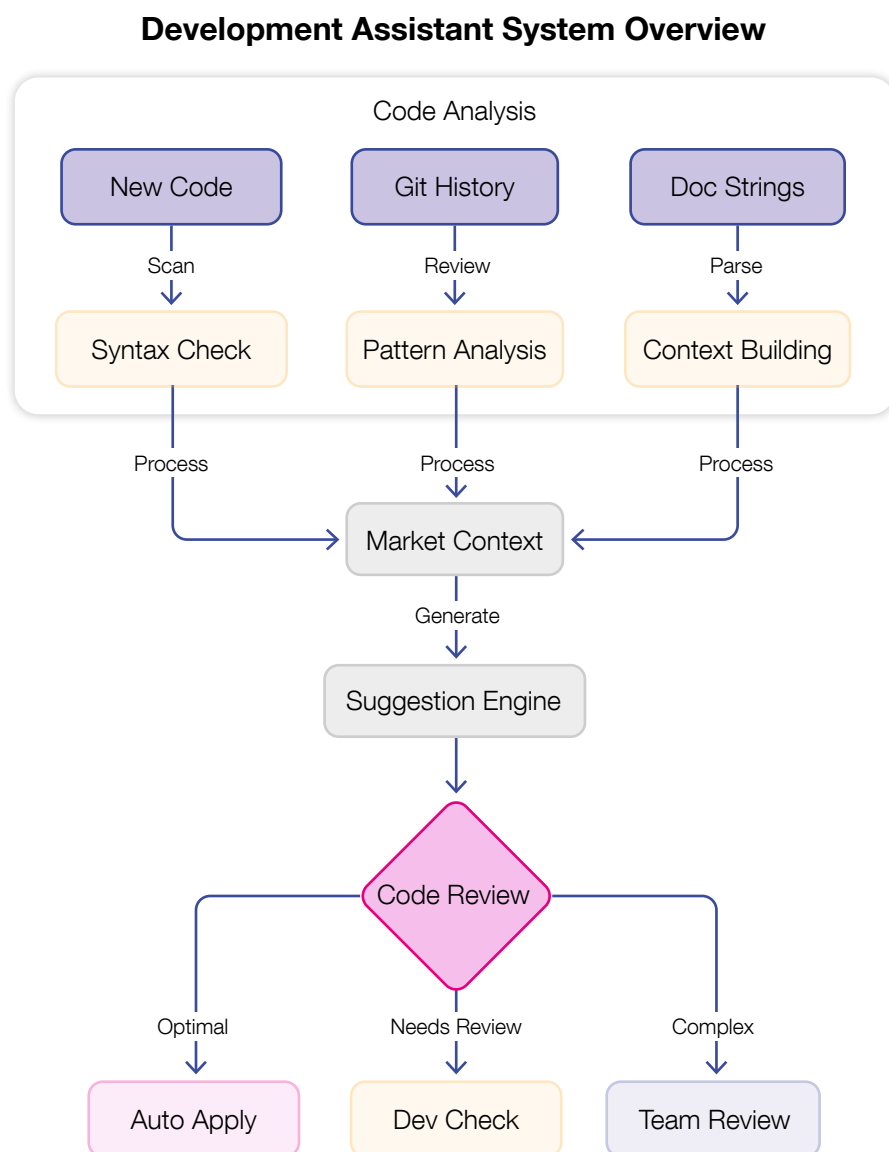 Development Assistant System Overview
Code Analysis
New Code
Git History
Doc Strings
Scan
Review
Parse
Syntax Check
Pattern Analysis
Context Building
Process
Process
Process
Market Context
Generate
Suggestion Engine
Code Review
Optimal
Needs Review
Complex
Auto Apply
Dev Check
Team Review